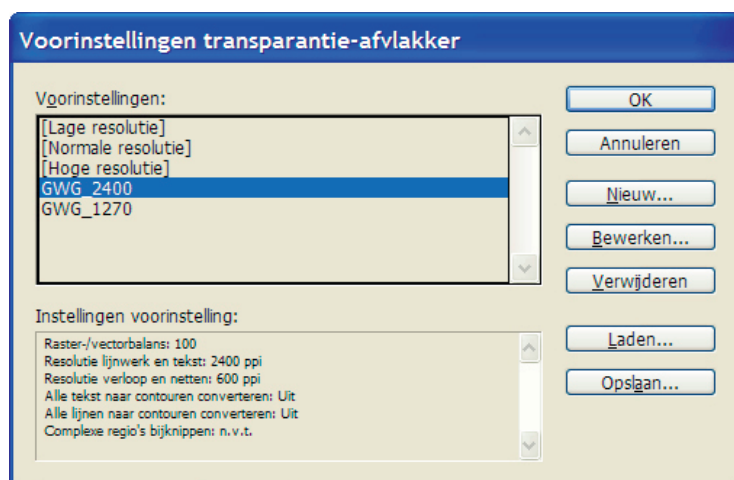 Voorinstellingen transparantie-afvlakker
Voorinstellingen:
[Lage resolutie]
[Normale resolutie]
[Hoge resolutie]
GWG_2400
GWG_1270
OK
Annuleren
Nieuw...
Bewerken...
Verwijderen
Laden...
Opslaan...
Instellingen voorinstelling:
Raster-/vectorbalans: 100
Resolutie lijnwerk en tekst: 2400 ppi
Resolutie verloop en netten: 600 ppi
Alle tekst naar contouren converteren: Uit
Alle lijnen naar contouren converteren: Uit
Complexe regio's bijknippen: n.v.t.